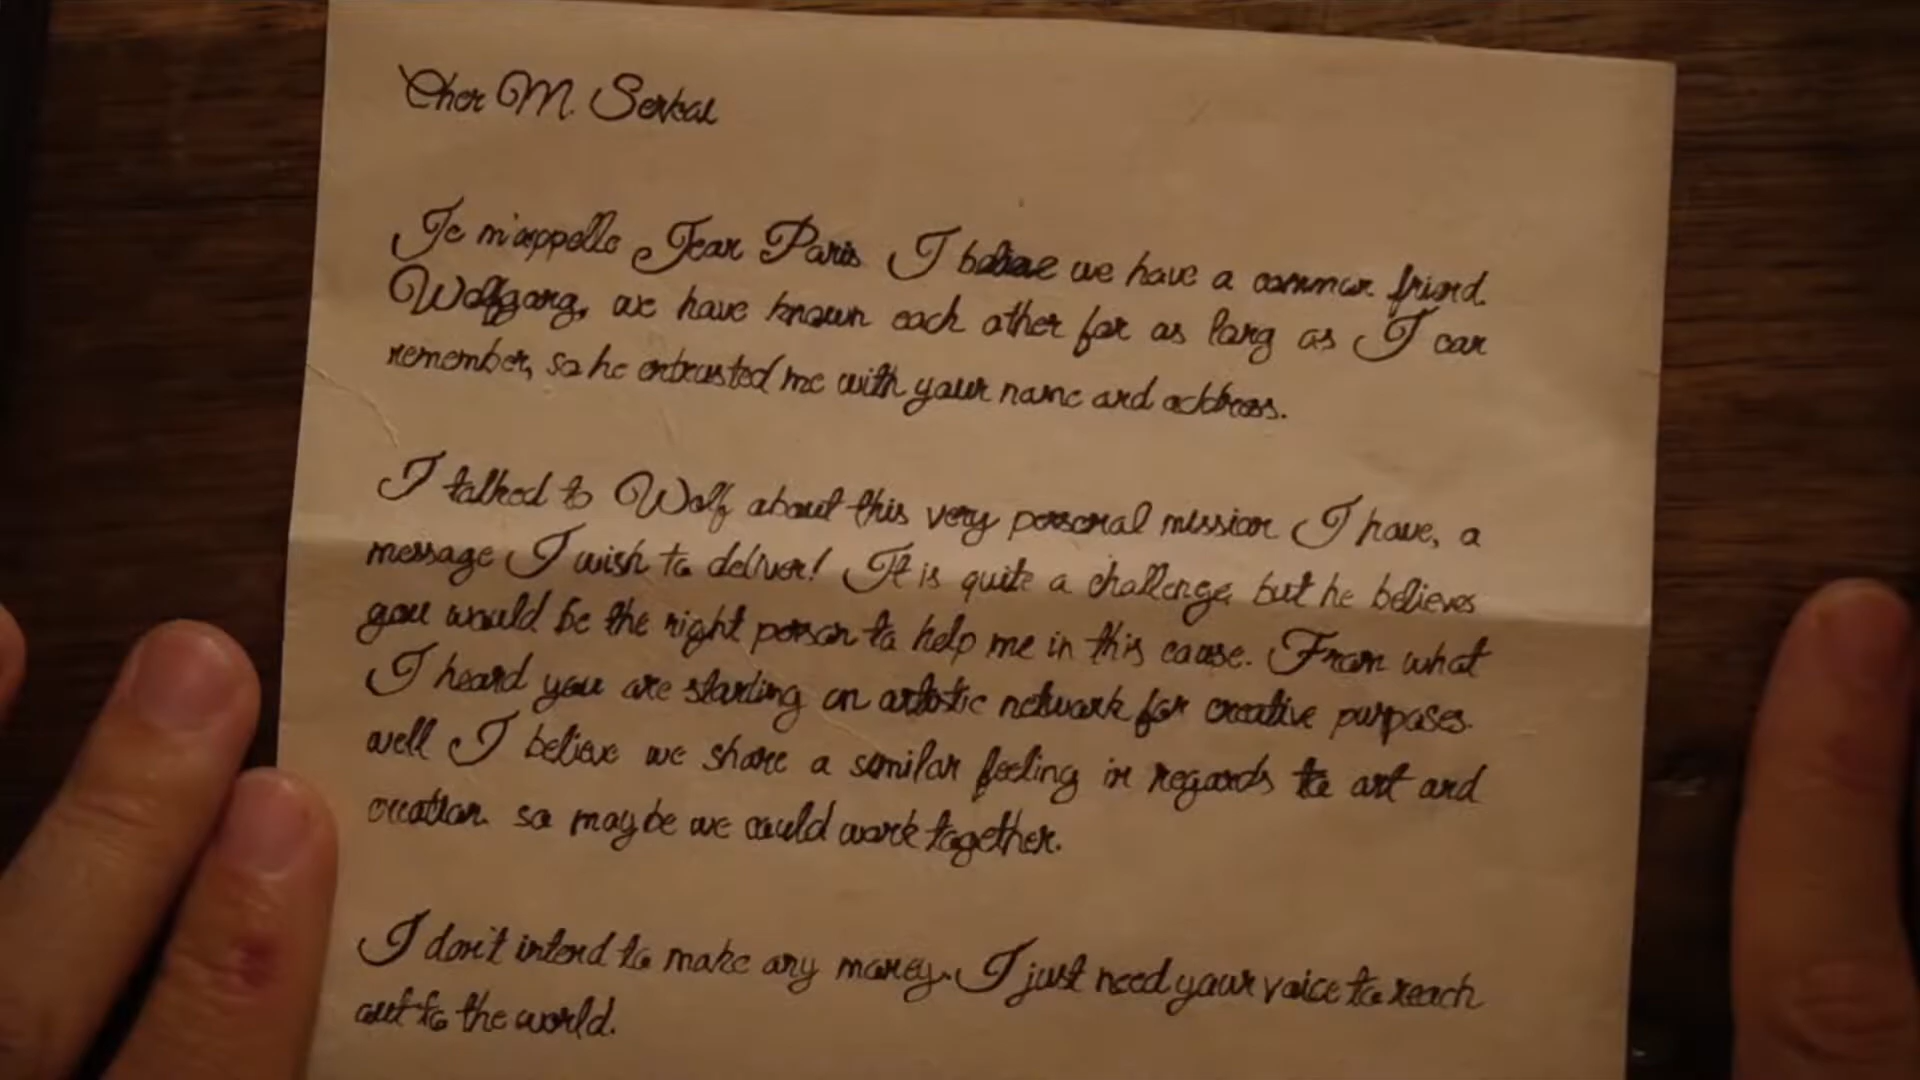 Cher M. Serkal
Je m'appelle Jean Paris I believe we have a common friend.
Wolfgang, we have known each other for as long as I can
remember, so he entrusted me with your name and address.
I talked to Wolf about this very personal mission I have, a
message I wish to deliver! It is quite a challenge, but he believes
you would be the right person to help me in this cause. From what
I heard you are starting an artistic network for creative purposes.
well I believe we share a similar feeling in regards to art and
creation. so maybe we could work together.
I don't intend to make any money. I just need your voice to reach
out to the world.